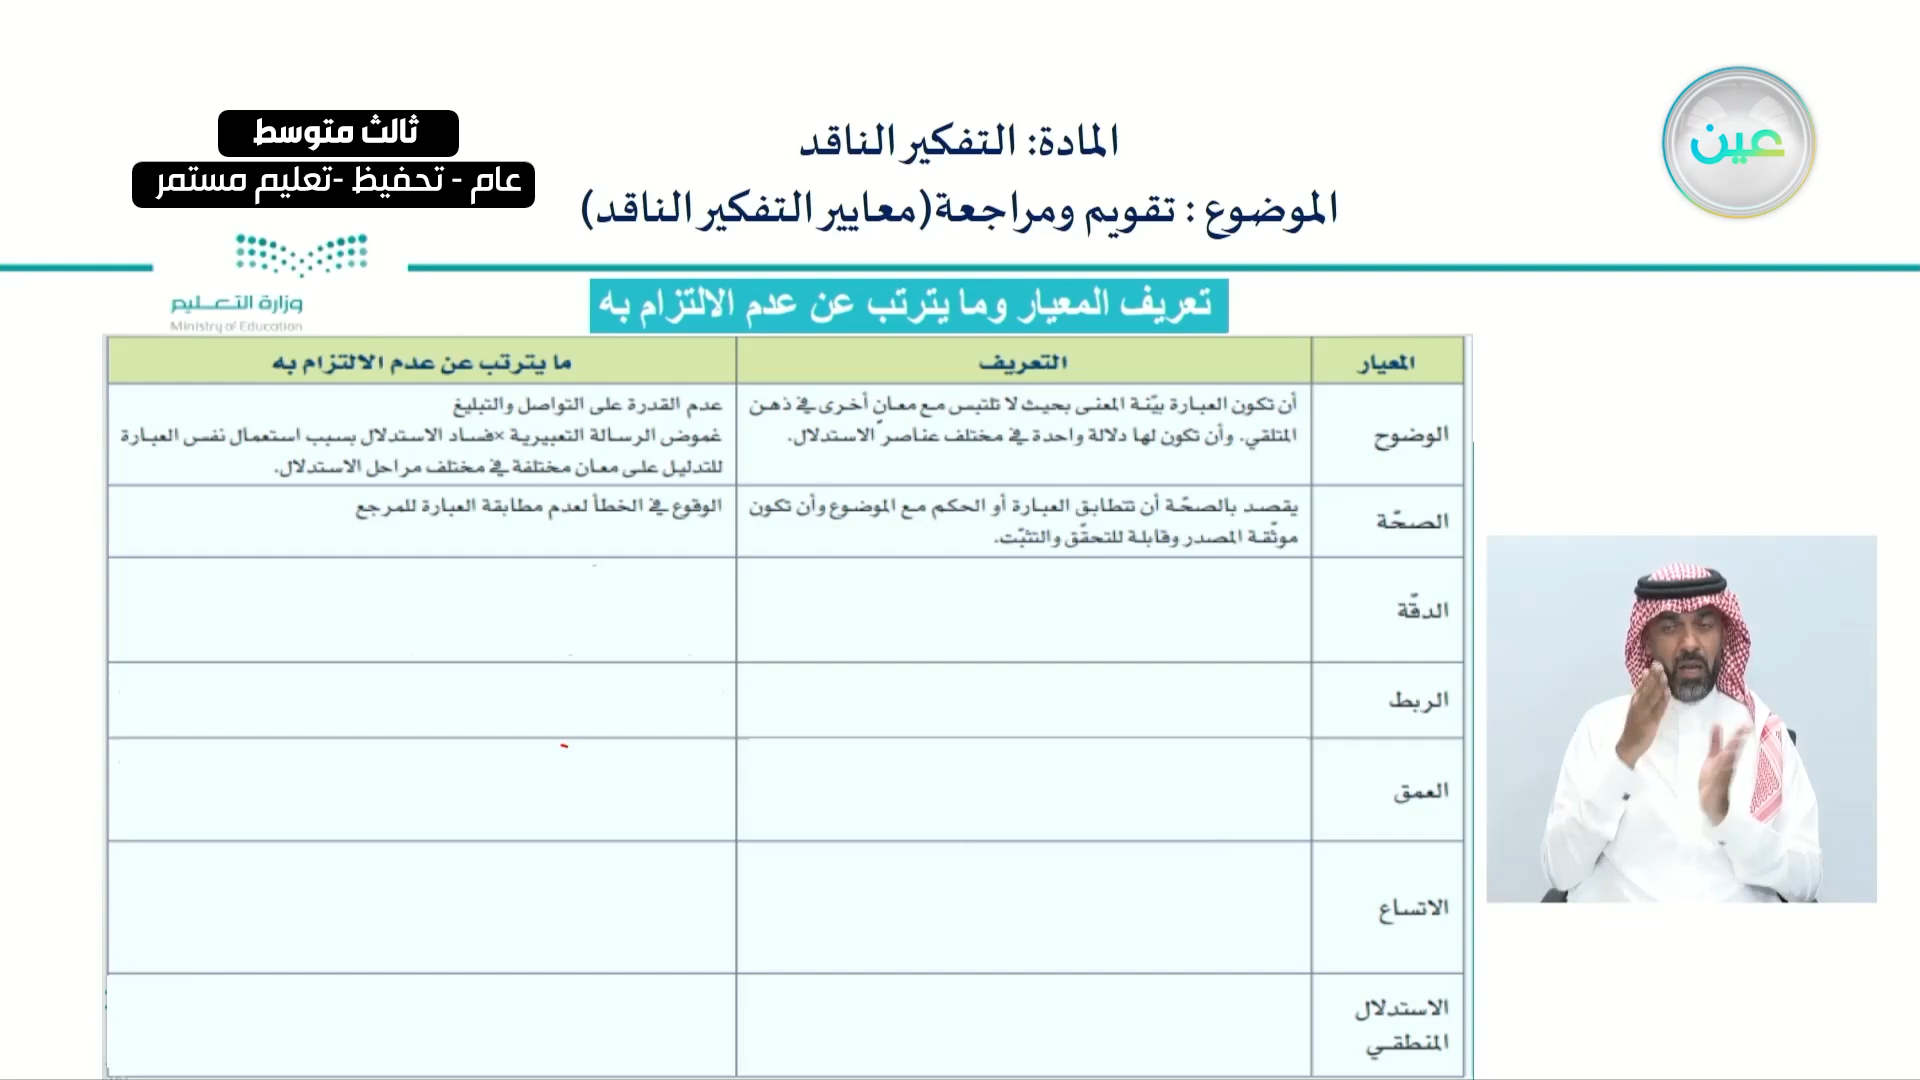 عين
المادة: التفكير الناقد
الموضوع : تقويم ومراجعة(معايير التفكير الناقد)
ثالث متوسط
عام - تحفيظ -تعليم مستمر
وزارة التعليم
Ministry of Education
تعريف المعيار وما يترتب عن عدم الالتزام به
المعيار
التعريف
ما يترتب عن عدم الالتزام به
الوضوح
أن تكون العبارة بيّنة المعنى بحيث لا تلتبس مع معانٍ أخرى في ذهن
المتلقي. وأن تكون لها دلالة واحدة في مختلف عناصر الاستدلال.
عدم القدرة على التواصل والتبليغ
غموض الرسالة التعبيرية ×فساد الاستدلال بسبب استعمال نفس العبارة
للتدليل على معان مختلفة في مختلف مراحل الاستدلال.
الصحّة
يقصد بالصحّة أن تتطابق العبارة أو الحكم مع الموضوع وأن تكون
موثّقة المصدر وقابلة للتحقّق والتثبّت.
الوقوع في الخطأ لعدم مطابقة العبارة للمرجع
الدقّة
الربط
العمق
الاتساع
الاستدلال
المنطقي